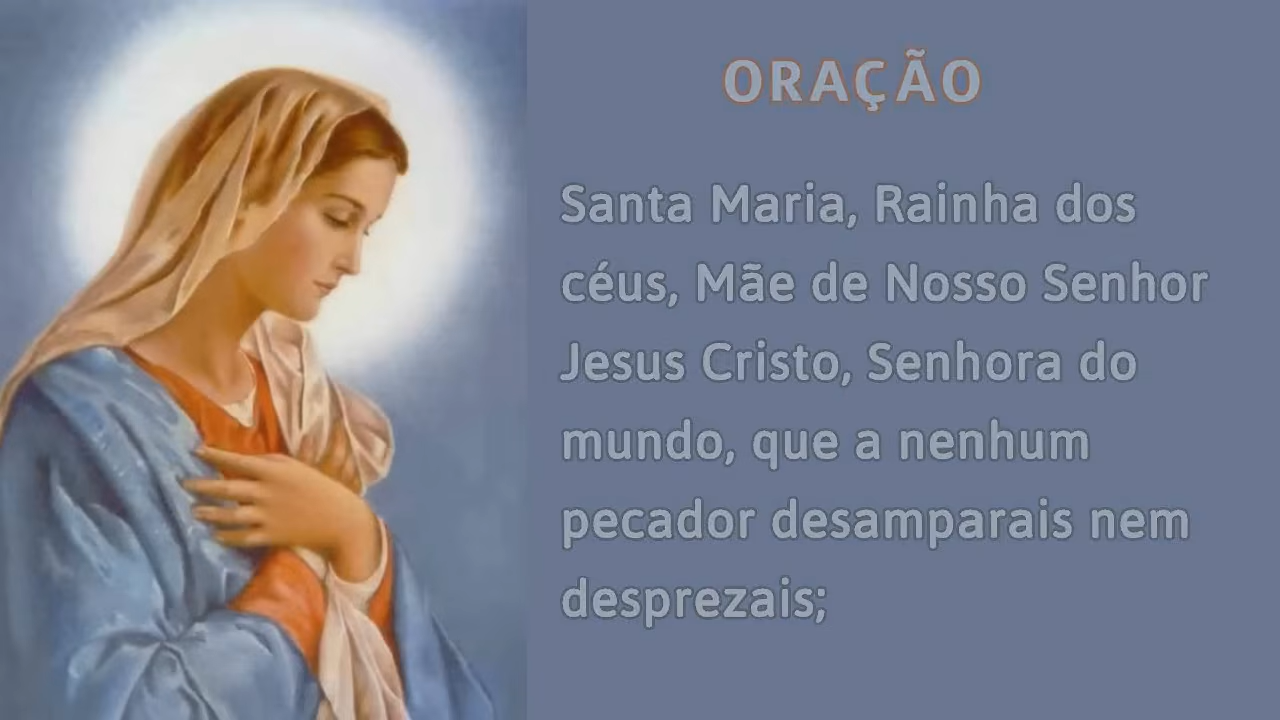 ORAÇÃO
Santa Maria, Rainha dos
céus, Mãe de Nosso Senhor
Jesus Cristo, Senhora do
mundo, que a nenhum
pecador desamparais nem
desprezais;